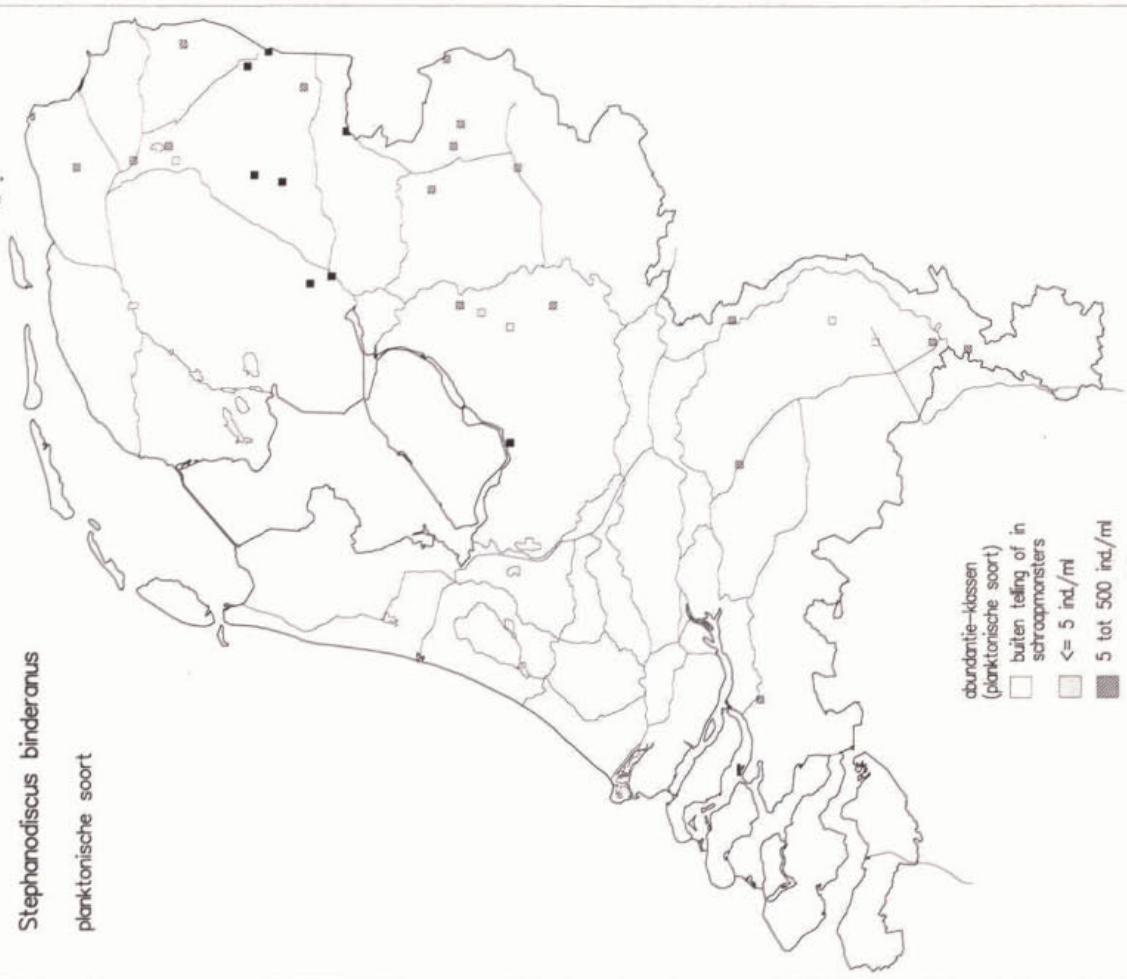 Stephanodiscus binderanus
planktonische soort
abundantie-klassen
(planktonische soort)
buiten telling of in
schraapmonsters
<= 5 ind./ml
5 tot 500 ind./ml